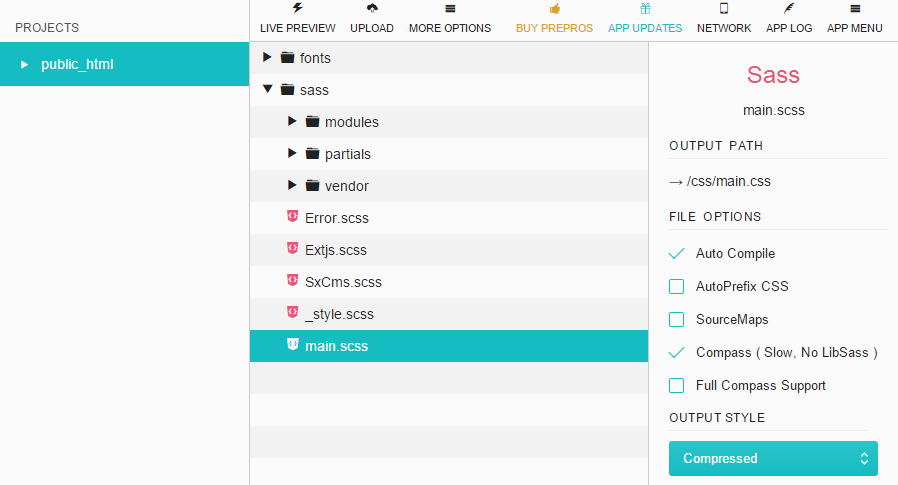 PROJECTS
public_html
LIVE PREVIEW
UPLOAD
MORE OPTIONS
BUY PREPROS
APP UPDATES
NETWORK
APP LOG
APP MENU
fonts
sass
modules
partials
vendor
Error.scss
Extjs.scss
SxCms.scss
_style.scss
main.scss
Sass
main.scss
OUTPUT PATH
→ /css/main.css
FILE OPTIONS
Auto Compile
AutoPrefix CSS
SourceMaps
Compass ( Slow, No LibSass )
Full Compass Support
OUTPUT STYLE
Compressed